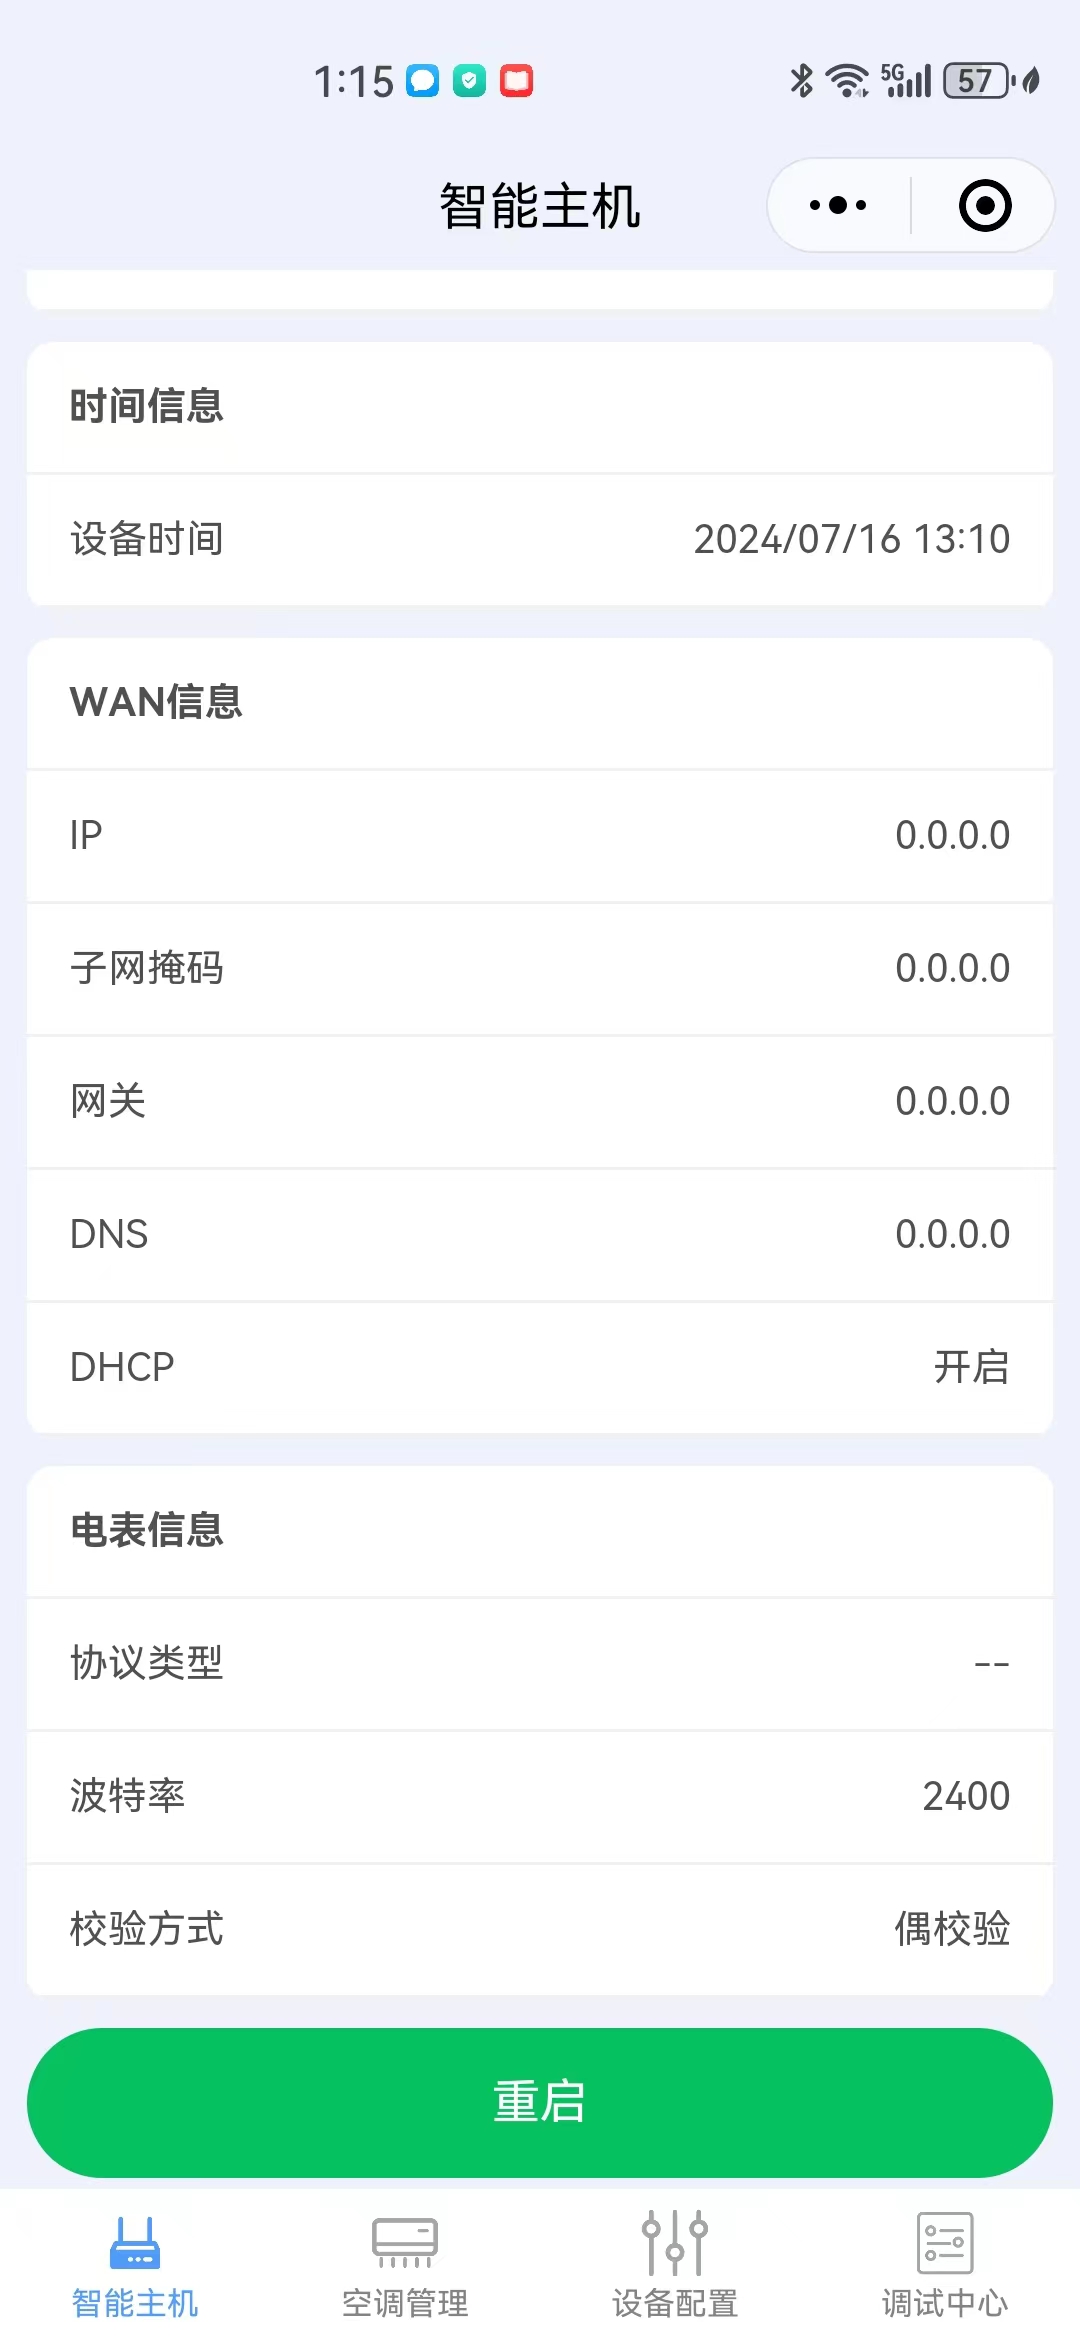 1:15 5G 57
智能主机
时间信息
设备时间 2024/07/16 13:10
WAN信息
IP 0.0.0.0
子网掩码 0.0.0.0
网关 0.0.0.0
DNS 0.0.0.0
DHCP 开启
电表信息
协议类型 --
波特率 2400
校验方式 偶校验
重启
智能主机 空调管理 设备配置 调试中心